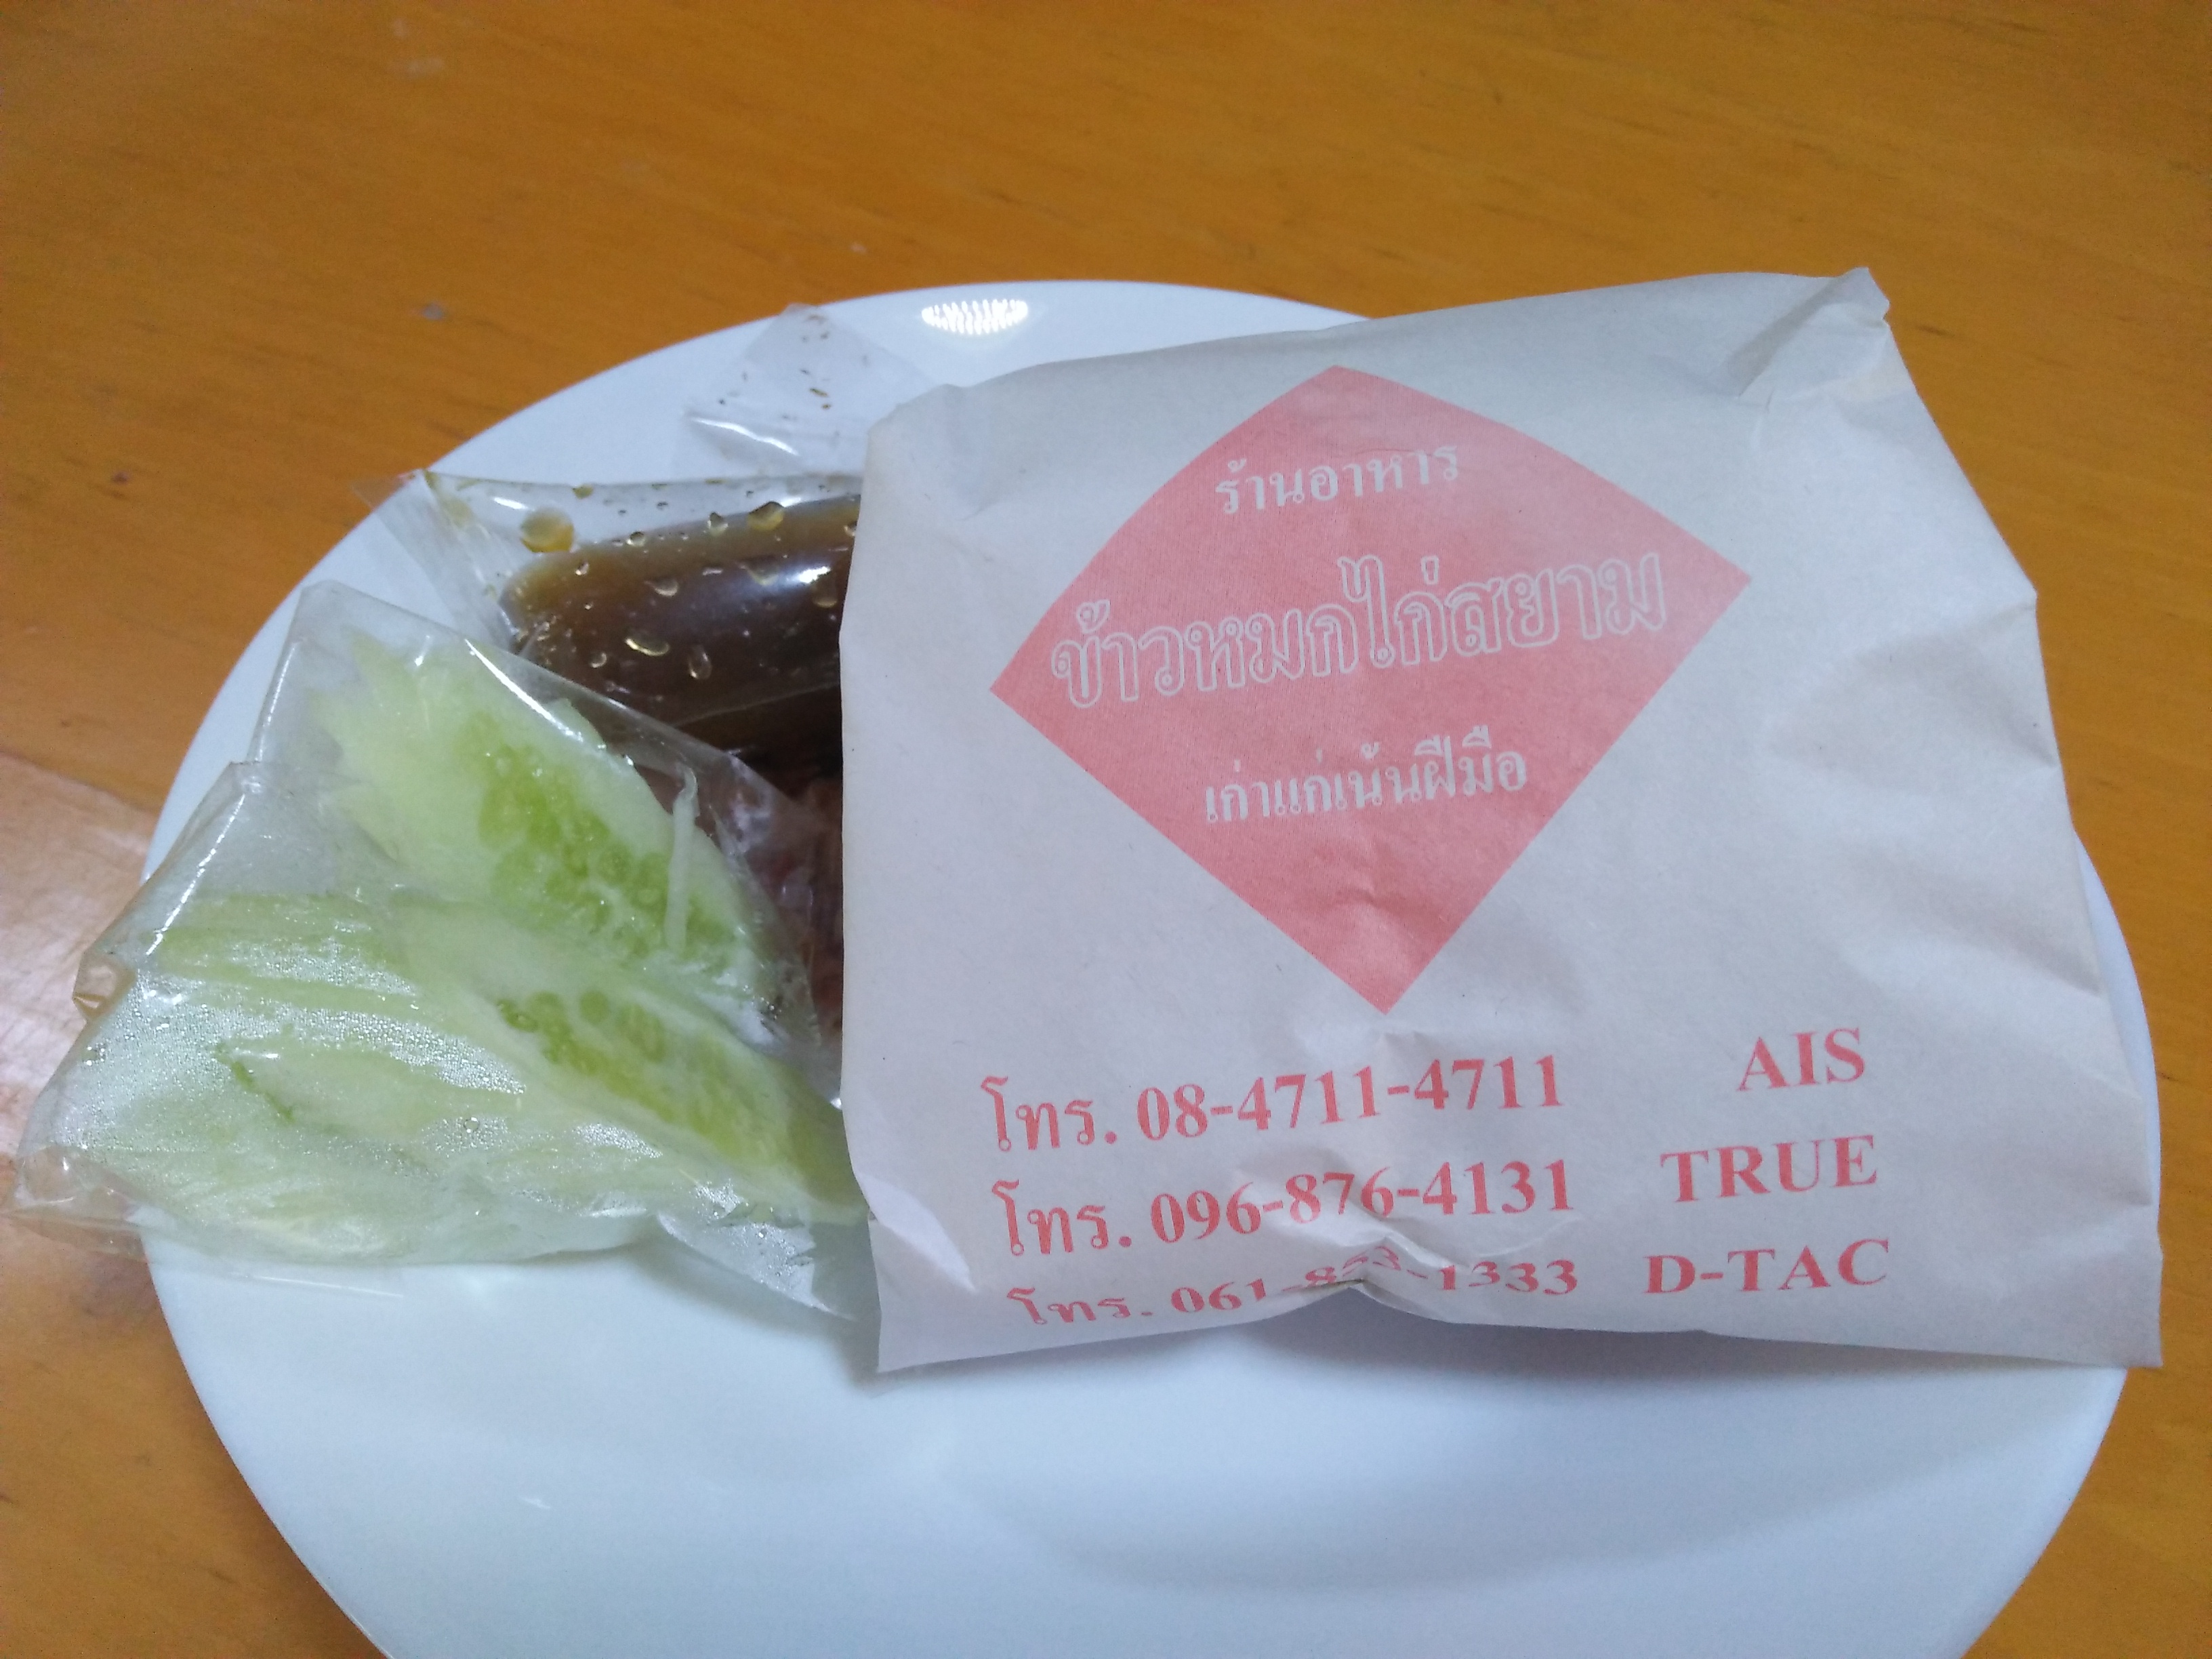 ร้านอาหาร
ข้าวหมกไก่สยาม
เก่าแก่เน้นฝีมือ
โทร. 08-4711-4711 AIS
โทร. 096-876-4131 TRUE
โทร. D-TAC